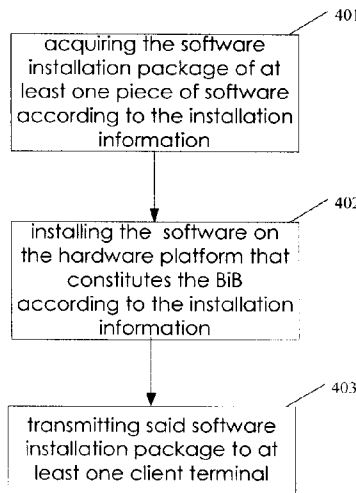 401
acquiring the software
installation package of at
least one piece of software
according to the installation
information
402
installing the software on
the hardware platform that
constitutes the BiB
according to the installation
information
403
transmitting said software
installation package to at
least one client terminal